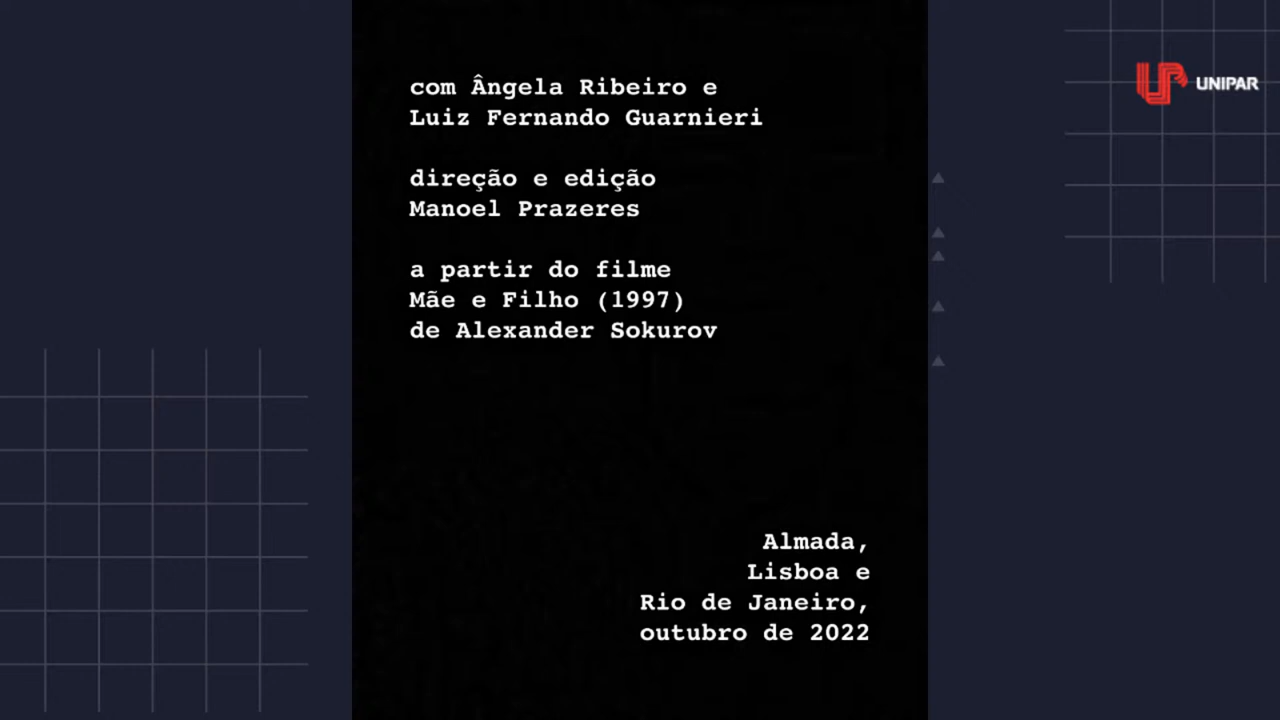 com Ângela Ribeiro e
Luiz Fernando Guarnieri
direção e edição
Manoel Prazeres
a partir do filme
Mãe e Filho (1997)
de Alexander Sokurov
Almada,
Lisboa e
Rio de Janeiro,
outubro de 2022
UNIPAR